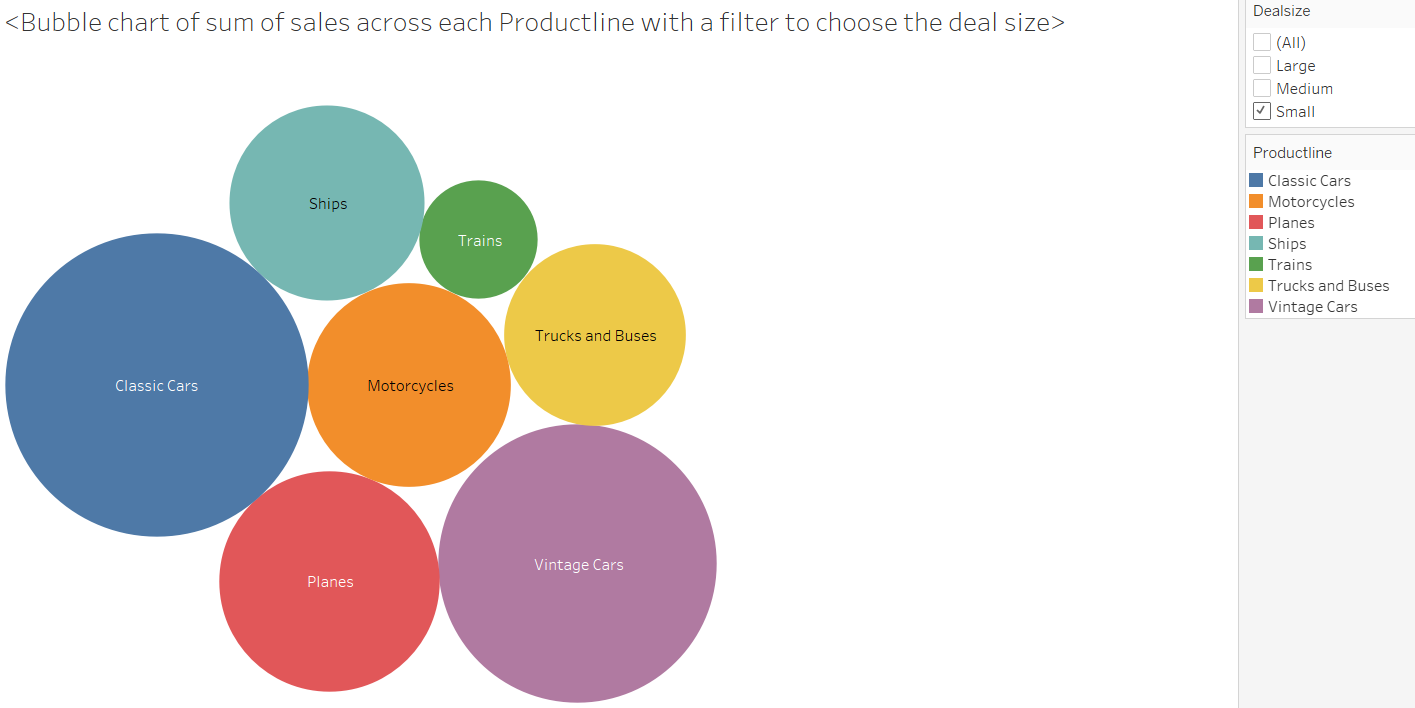 <Bubble chart of sum of sales across each Productline with a filter to choose the deal size>
Ships
Trains
Trucks and Buses
Classic Cars
Motorcycles
Vintage Cars
Planes
Dealsize
(All)
Large
Medium
Small
Productline
Classic Cars
Motorcycles
Planes
Ships
Trains
Trucks and Buses
Vintage Cars